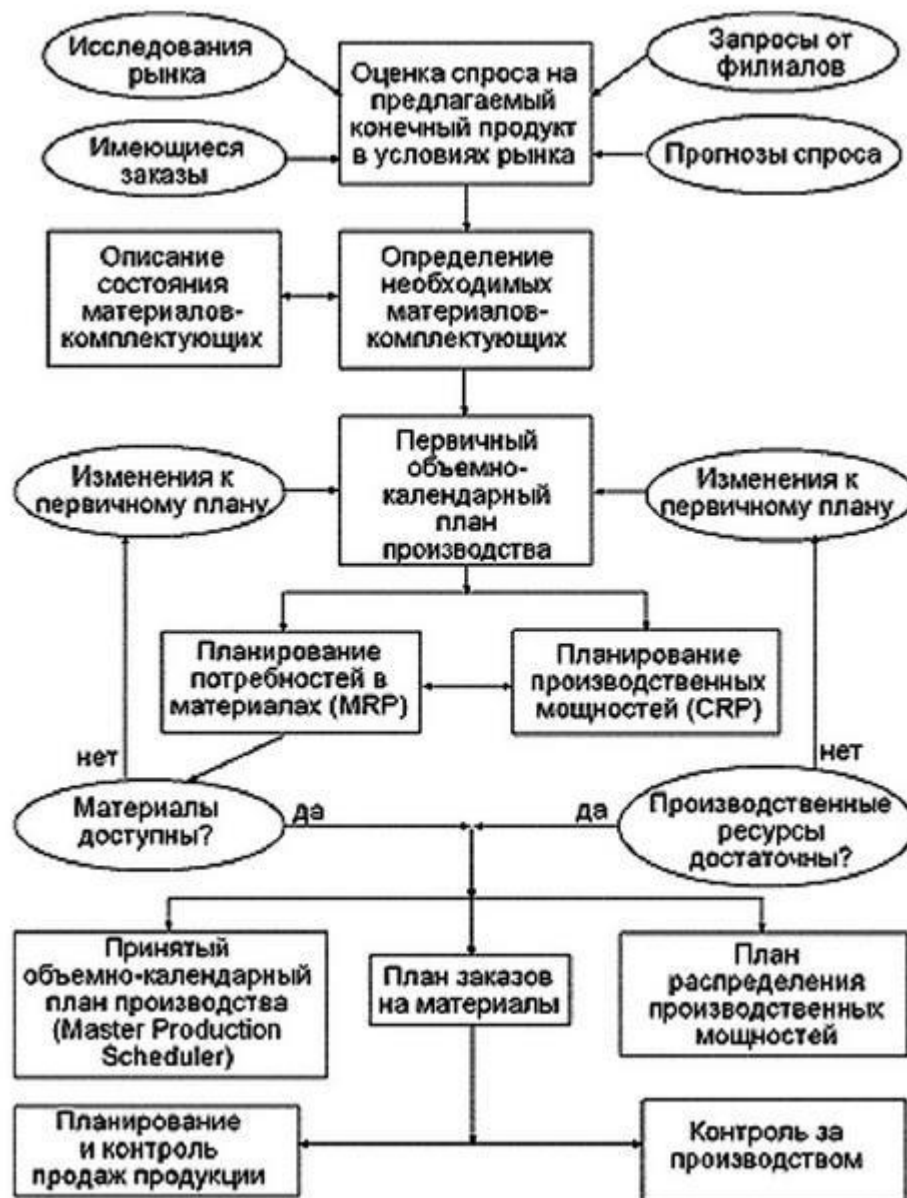 Исследования
рынка
Оценка спроса на
предлагаемый
конечный продукт
в условиях рынка
Запросы от
филиалов
Имеющиеся
заказы
Прогнозы спроса
Описание
состояния
материалов-
комплектующих
Определение
необходимых
материалов-
комплектующих
Изменения к
первичному плану
Первичный
объемно-
календарный
план
производства
Изменения к
первичному плану
Планирование
потребностей в
материалах (MRP)
Планирование
производственных
мощностей (CRP)
нет
нет
Материалы
доступны?
да
да
Производственные
ресурсы
достаточны?
Принятый
объемно-календарный
план производства
(Master Production
Scheduler)
План заказов
на материалы
План
распределения
производственных
мощностей
Планирование
и контроль
продаж продукции
Контроль за
производством